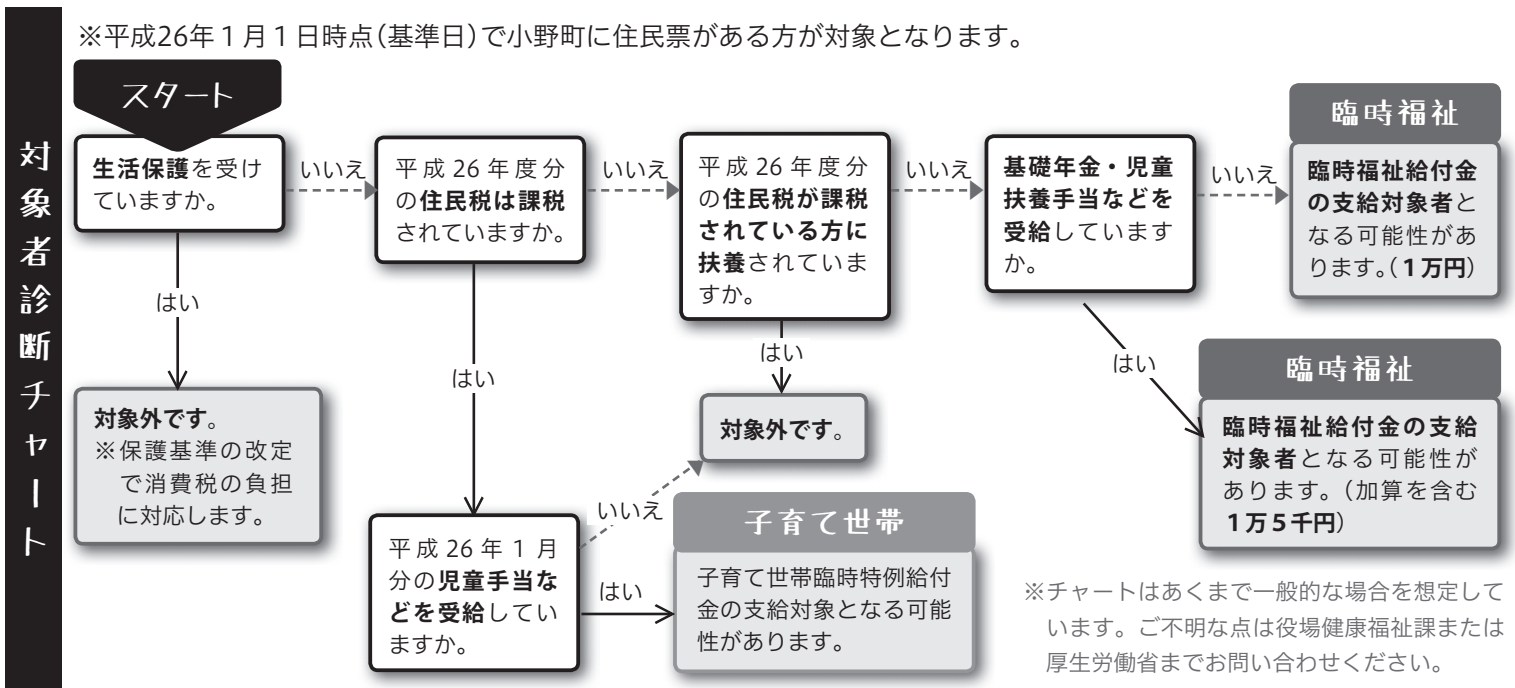 対象者診断チャート
※平成26年1月1日時点(基準日)で小野町に住民票がある方が対象となります。
スタート
生活保護を受け
ていますか。
いいえ
はい
対象外です。
※保護基準の改定
で消費税の負担
に対応します。
平成26年度分
の住民税は課税
されていますか。
いいえ
はい
平成26年度分
の住民税が課税
されている方に
扶養されていま
すか。
いいえ
はい
対象外です。
基礎年金・児童
扶養手当などを
受給しています
か。
いいえ
はい
臨時福祉
臨時福祉給付金
の支給対象者と
なる可能性があ
ります。(1万円)
臨時福祉
臨時福祉給付金の支給
対象者となる可能性が
あります。(加算を含む
1万5千円)
平成26年1月
分の児童手当な
どを受給してい
ますか。
いいえ
はい
子育て世帯
子育て世帯臨時特例給付
金の支給対象となる可能
性があります。
※チャートはあくまで一般的な場合を想定して
います。ご不明な点は役場健康福祉課または
厚生労働省までお問い合わせください。